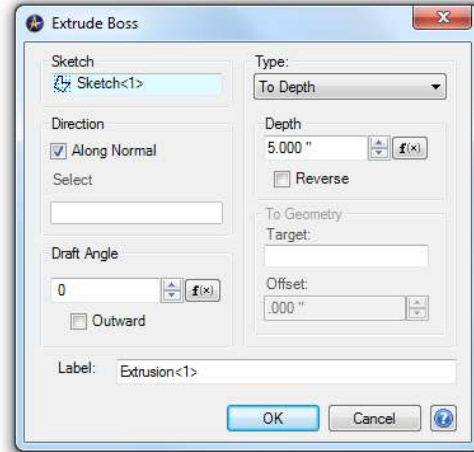 Extrude Boss
Sketch
Sketch<1>
Direction
Along Normal
Select
Draft Angle
0
f(x)
Outward
Type:
To Depth
Depth
5.000 "
f(x)
Reverse
To Geometry
Target:
Offset:
.000 "
Label:
Extrusion<1>
OK
Cancel
?